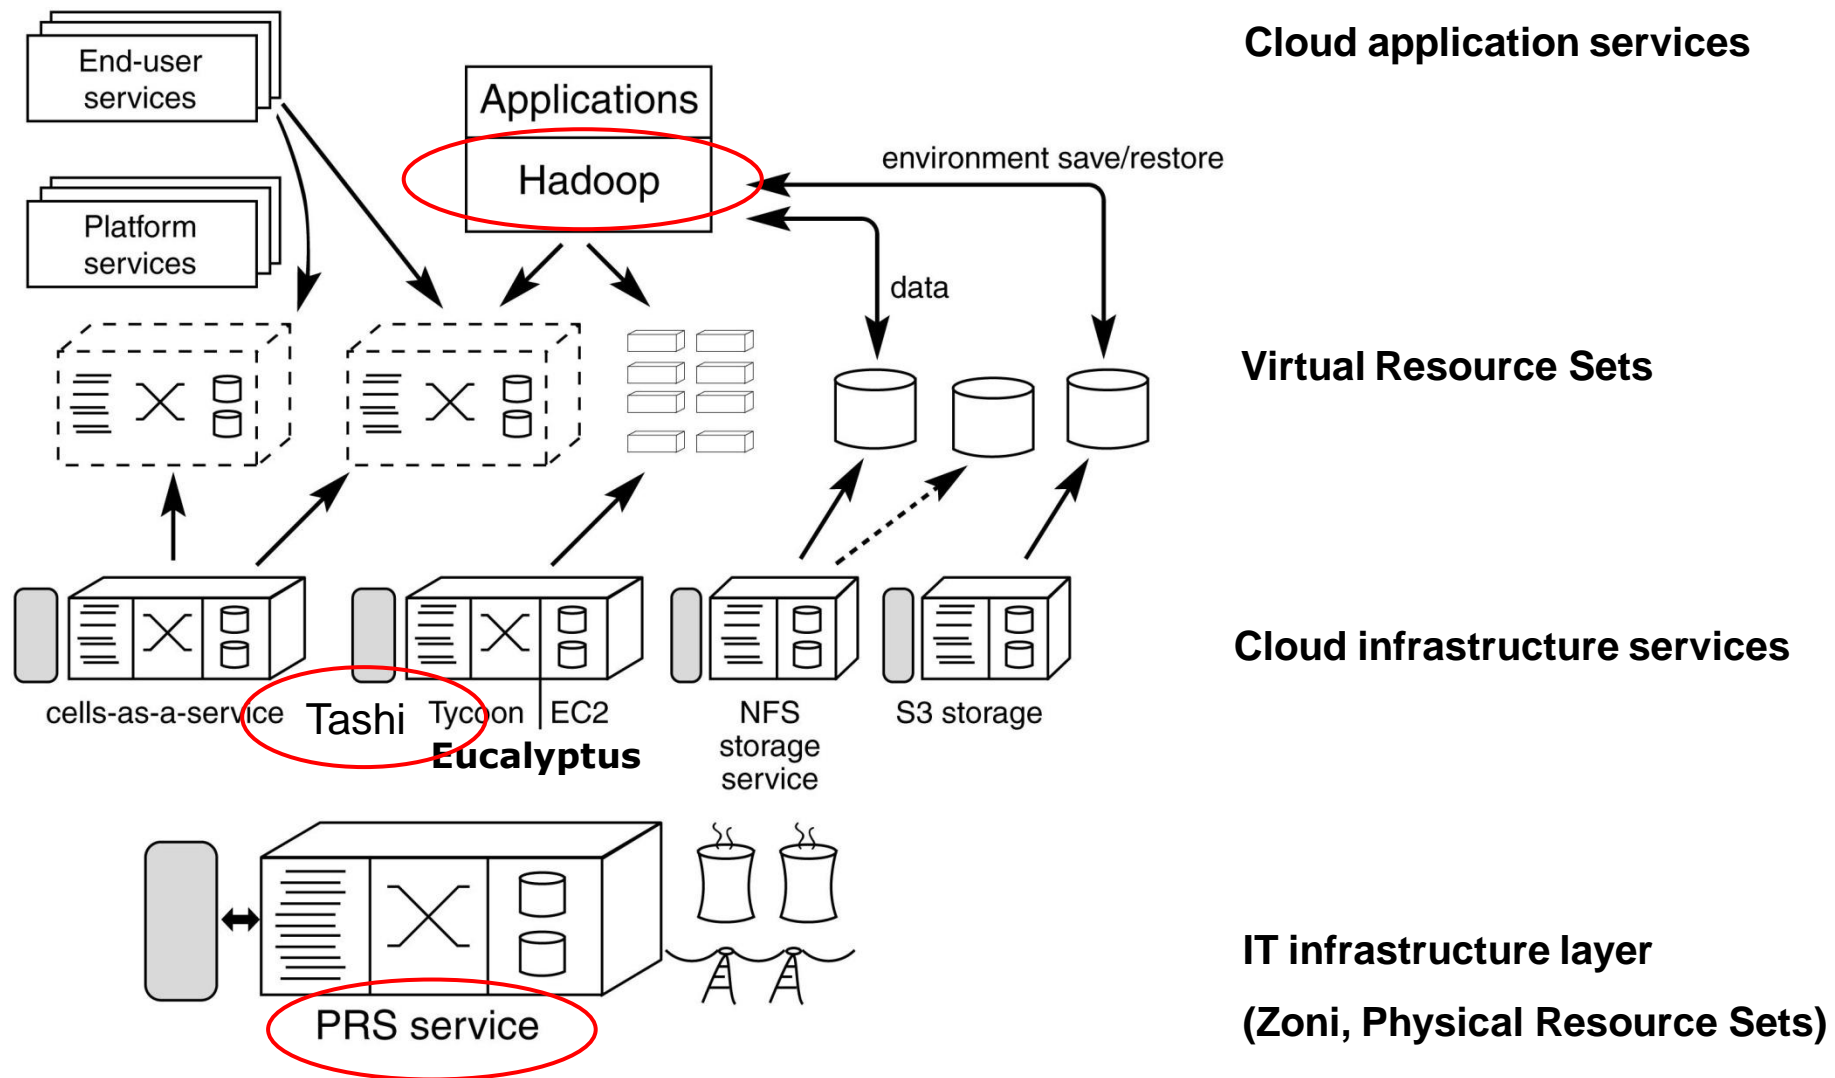 Cloud application services
End-user
services
Applications
Hadoop
environment save/restore
Platform
services
data
Virtual Resource Sets
Cloud infrastructure services
cells-as-a-service
Tashi
Tycoon
EC2
Eucalyptus
NFS
storage
service
S3 storage
PRS service
IT infrastructure layer
(Zoni, Physical Resource Sets)